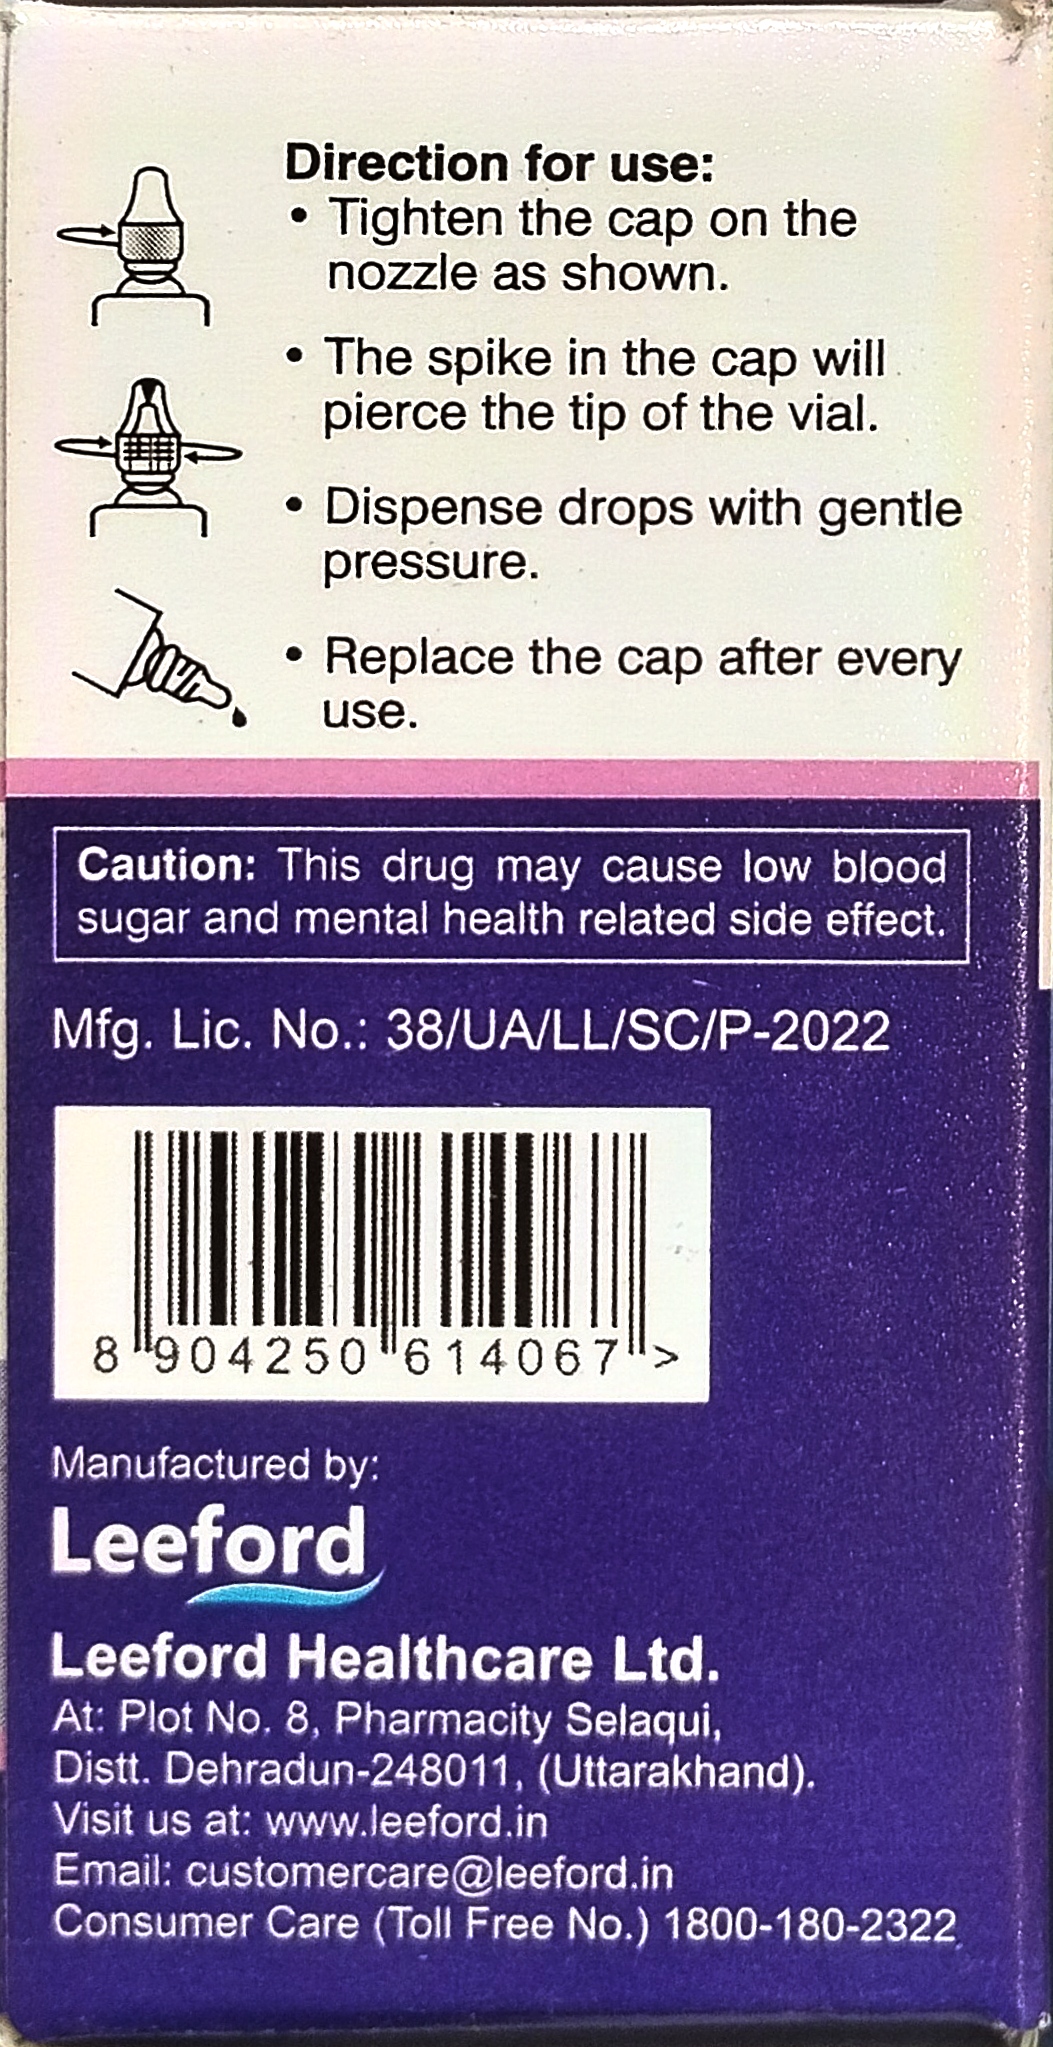 Direction for use:
• Tighten the cap on the
nozzle as shown.
• The spike in the cap will
pierce the tip of the vial.
• Dispense drops with gentle
pressure.
• Replace the cap after every
use.
Caution: This drug may cause low blood
sugar and mental health related side effect.
Mfg. Lic. No.: 38/UA/LL/SC/P-2022
8 904250 614067 >
Manufactured by:
Leeford
Leeford Healthcare Ltd.
At: Plot No. 8, Pharmacity Selaqui,
Distt. Dehradun-248011, (Uttarakhand).
Visit us at: www.leeford.in
Email: customercare@leeford.in
Consumer Care (Toll Free No.) 1800-180-2322